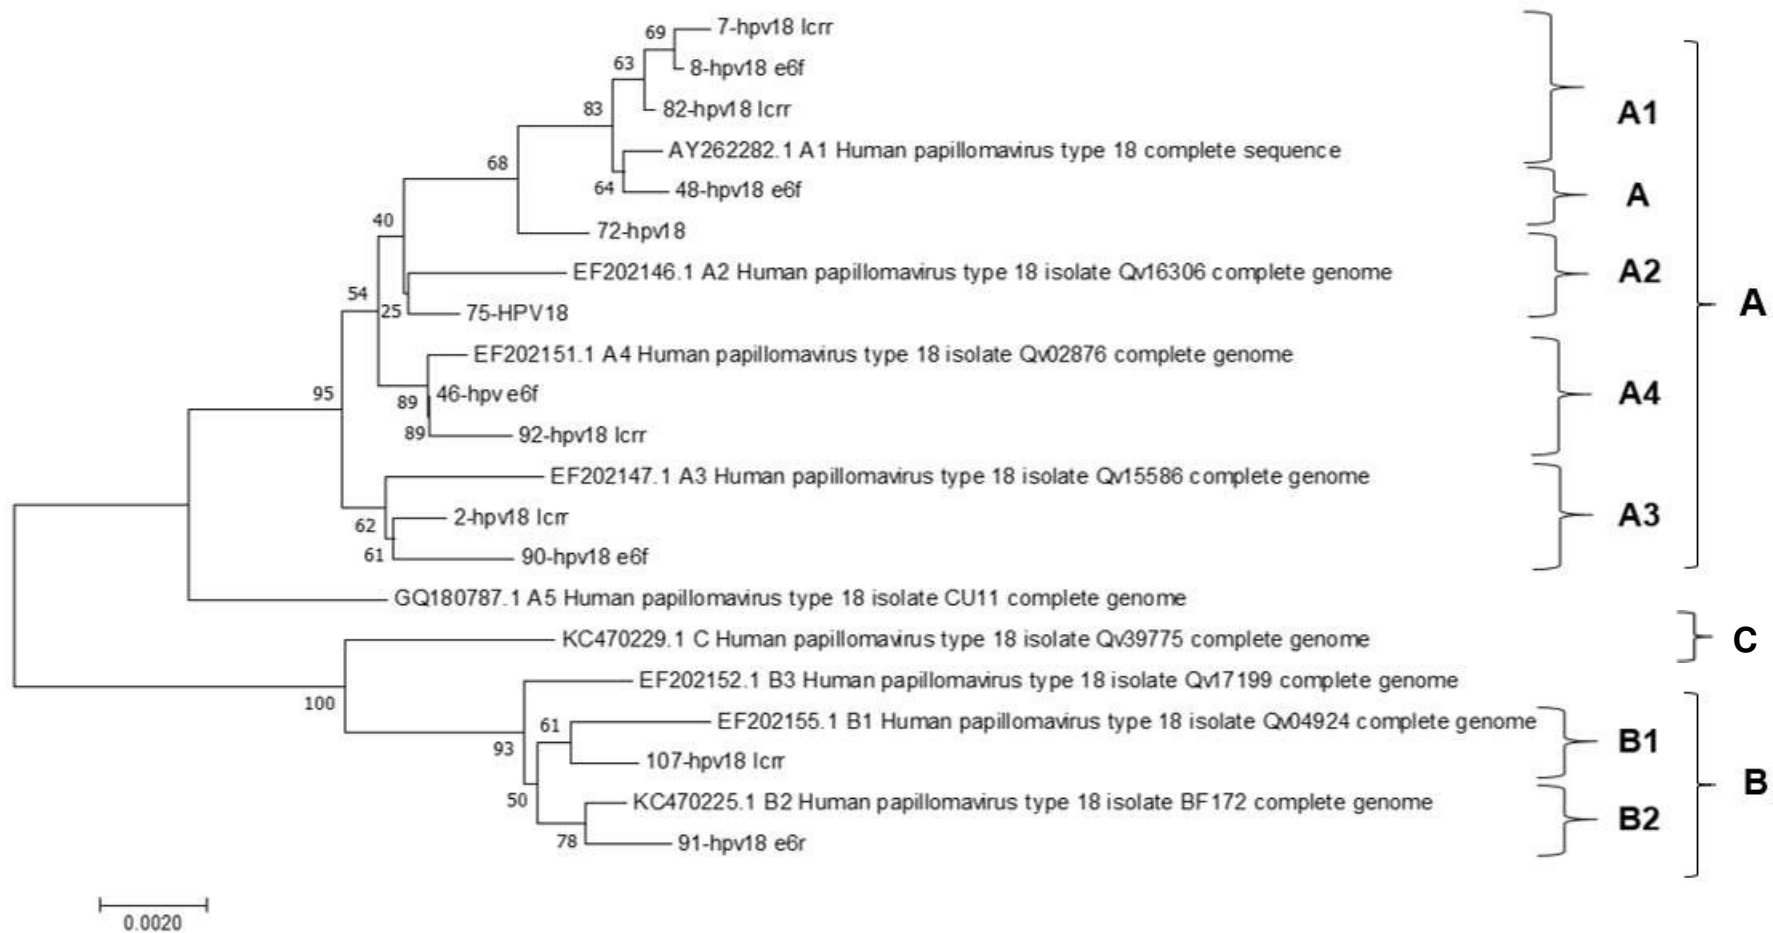 69
7-hpv18 lcrr
63
8-hpv18 e6f
83
82-hpv18 lcrr
A1
AY262282.1 A1 Human papillomavirus type 18 complete sequence
68
64
48-hpv18 e6f
A
40
72-hpv18
EF202146.1 A2 Human papillomavirus type 18 isolate Qv16306 complete genome
A2
54
25
75-HPV18
A
EF202151.1 A4 Human papillomavirus type 18 isolate Qv02876 complete genome
95
89
46-hpv e6f
A4
89
92-hpv18 lcrr
EF202147.1 A3 Human papillomavirus type 18 isolate Qv15586 complete genome
62
2-hpv18 lcrr
A3
61
90-hpv18 e6f
GQ180787.1 A5 Human papillomavirus type 18 isolate CU11 complete genome
KC470229.1 C Human papillomavirus type 18 isolate Qv39775 complete genome
C
100
EF202152.1 B3 Human papillomavirus type 18 isolate Qv17199 complete genome
61
EF202155.1 B1 Human papillomavirus type 18 isolate Qv04924 complete genome
B1
93
107-hpv18 lcrr
B
50
KC470225.1 B2 Human papillomavirus type 18 isolate BF172 complete genome
B2
78
91-hpv18 e6r
0.0020